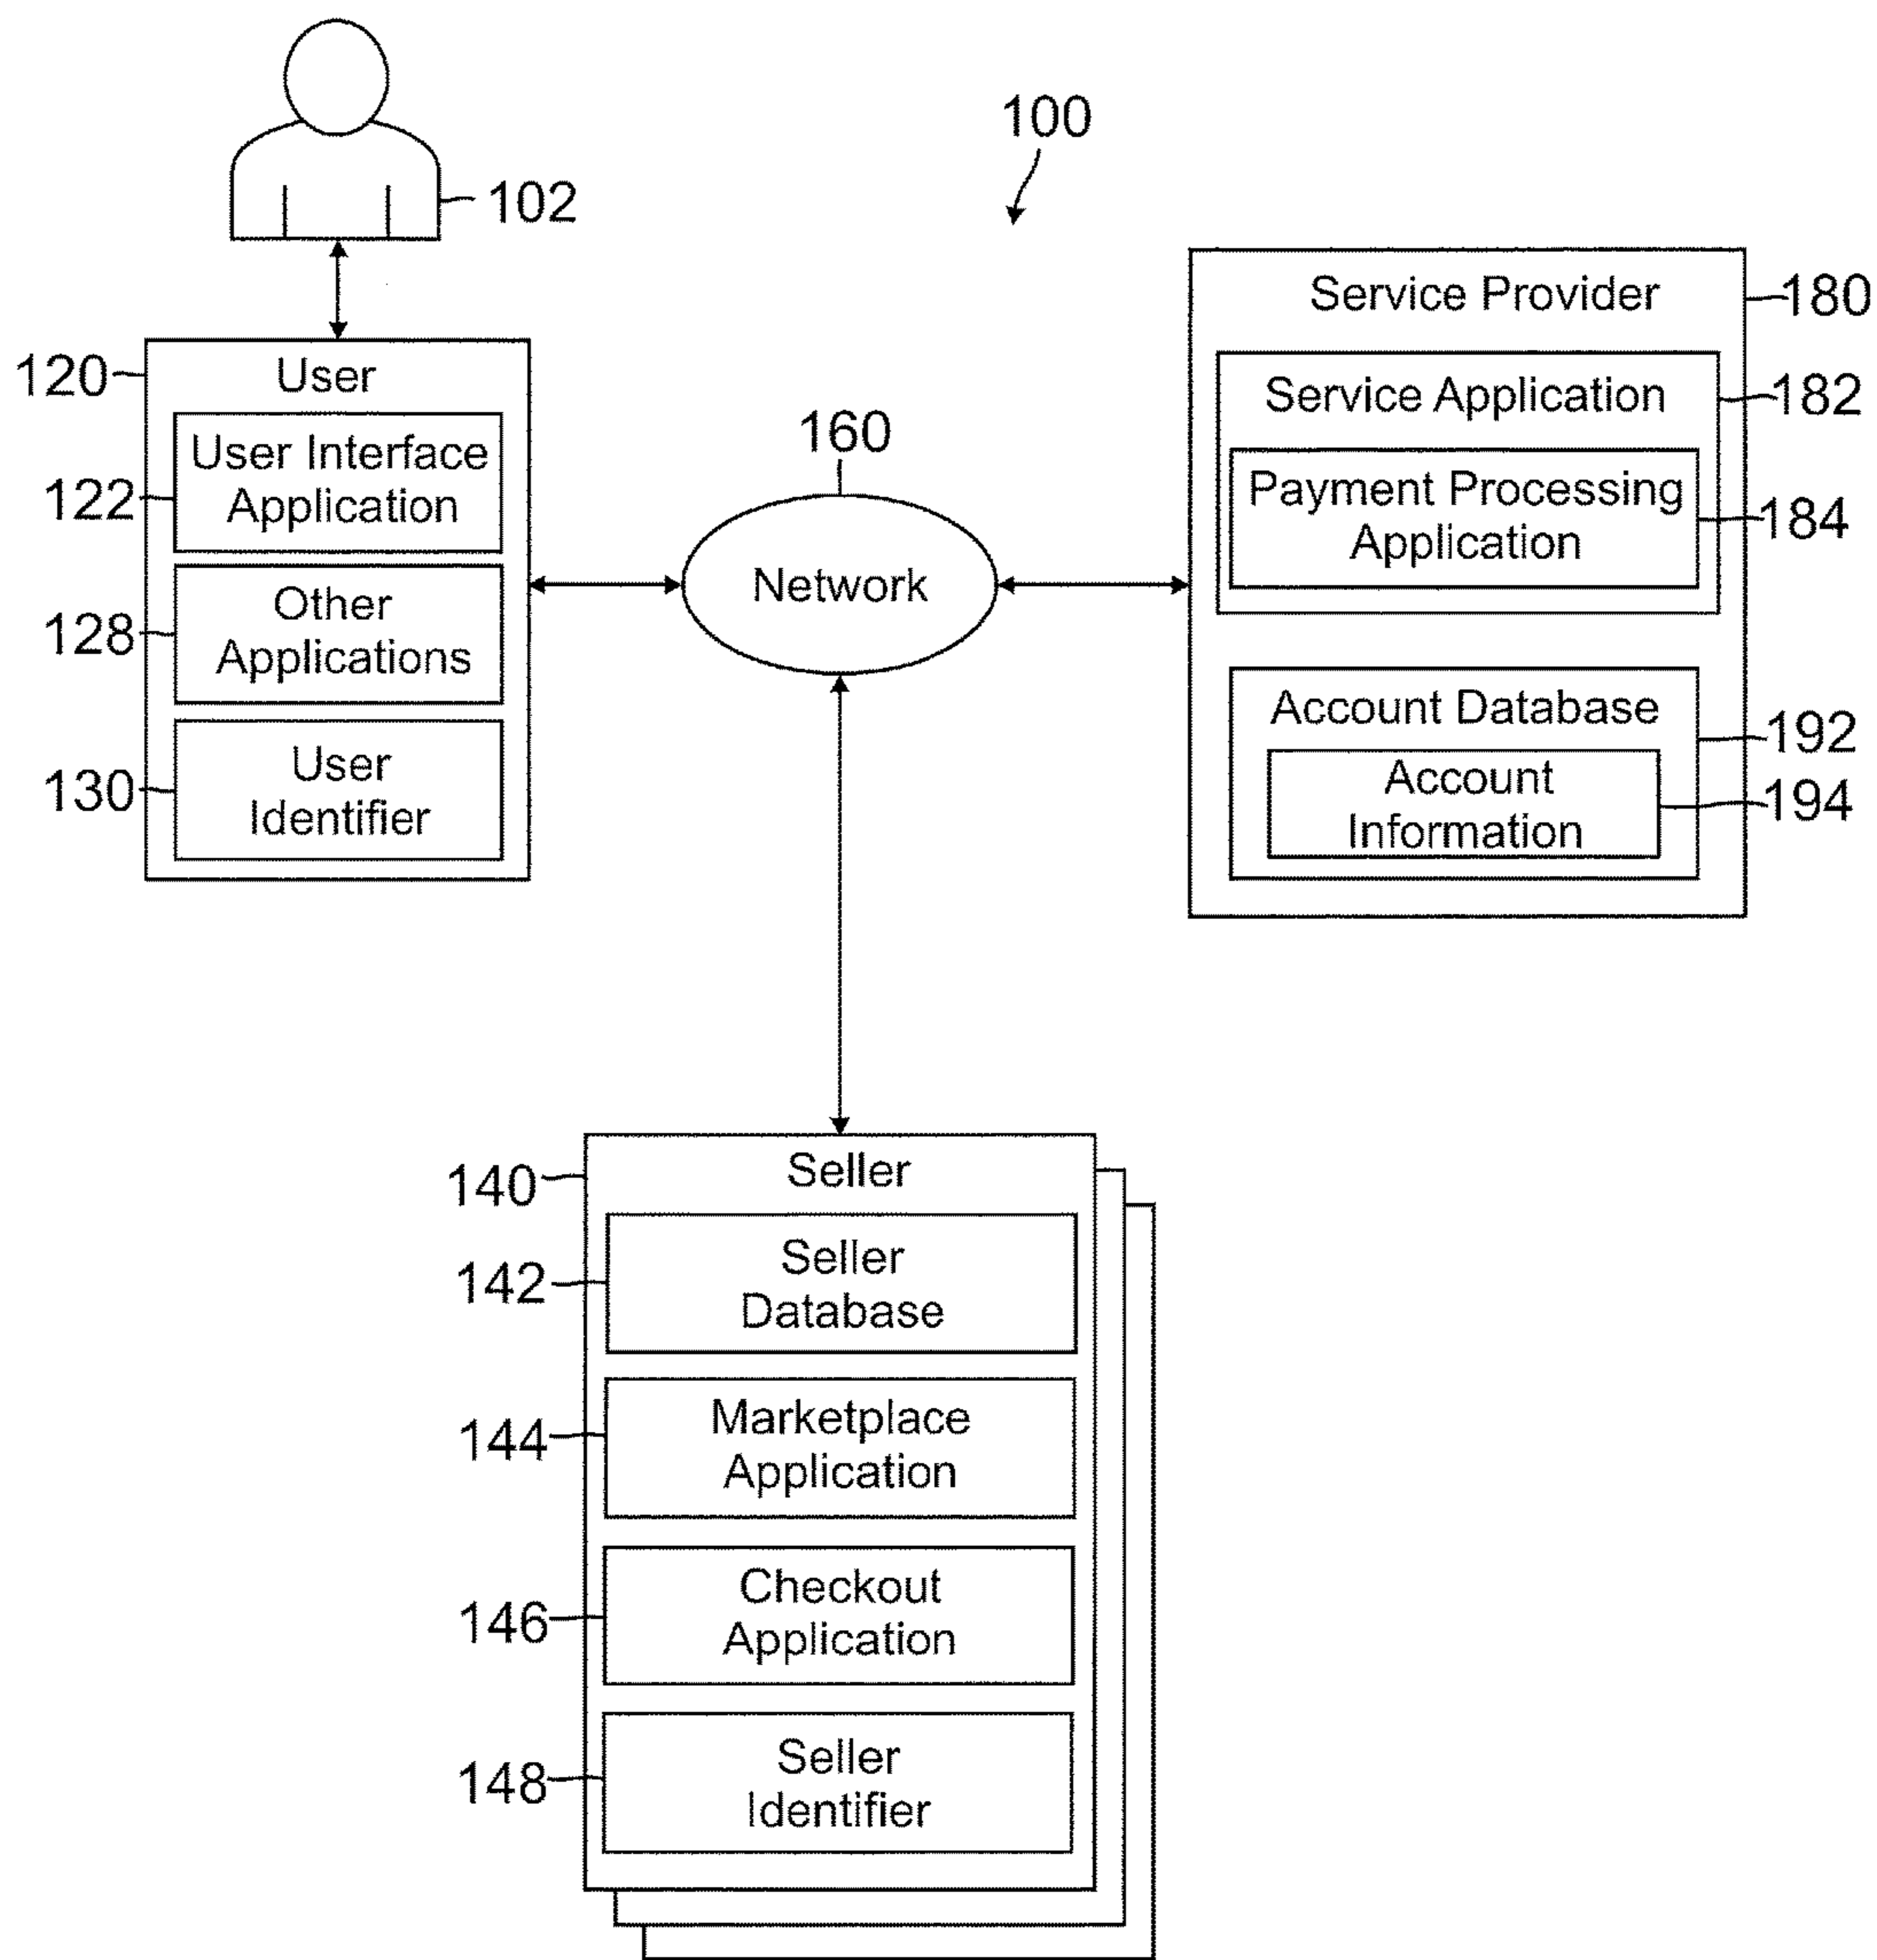 100
102
120
User
122
User Interface
Application
128
Other
Applications
130
User
Identifier
160
Network
Service Provider
180
Service Application
182
Payment Processing
Application
184
Account Database
192
Account
Information
194
140
Seller
142
Seller
Database
144
Marketplace
Application
146
Checkout
Application
148
Seller
Identifier